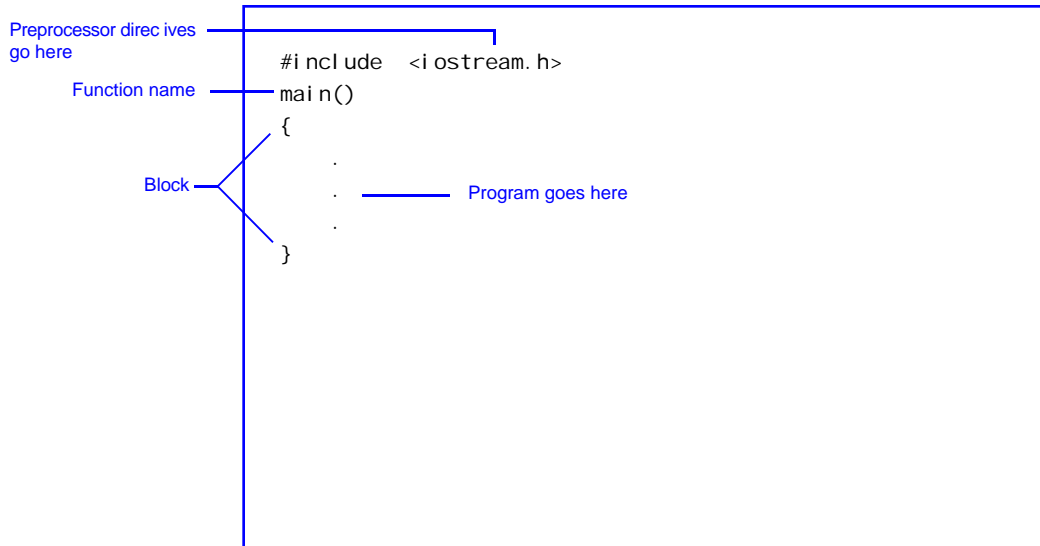 Preprocessor direc ives
go here
#include <iostream.h>
Function name
main()
{
.
Block
.
Program goes here
.
}